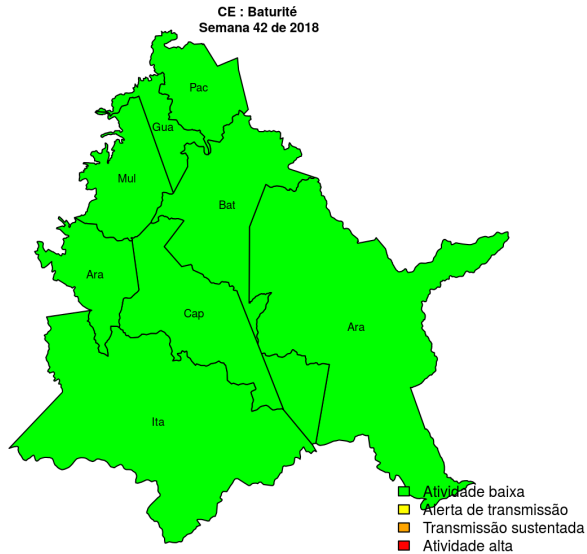 CE : Baturité
Semana 42 de 2018
Pac
Gua
Mul
Bat
Ara
Cap
Ara
Ita
Atividade baixa
Alerta de transmissão
Transmissão sustentada
Atividade alta